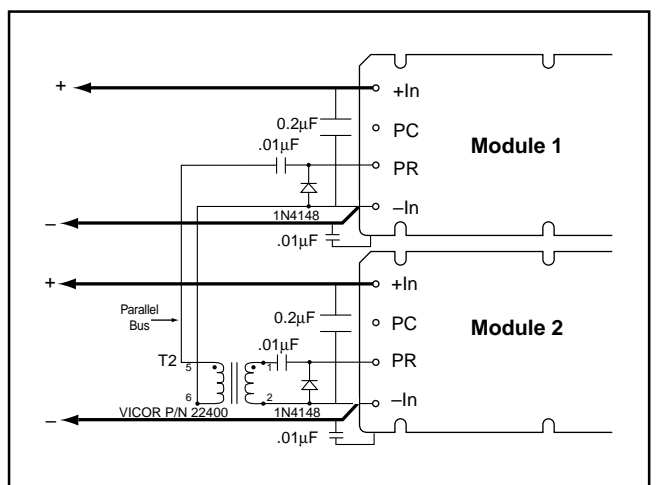 +
+In
0.2µF
PC
.01µF
Module 1
PR
–In
–
1N4148
.01µF
+
+In
Parallel
Bus
0.2µF
PC
Module 2
.01µF
T2
5
1
PR
6
2
–In
–
VICOR P/N 22400
1N4148
.01µF